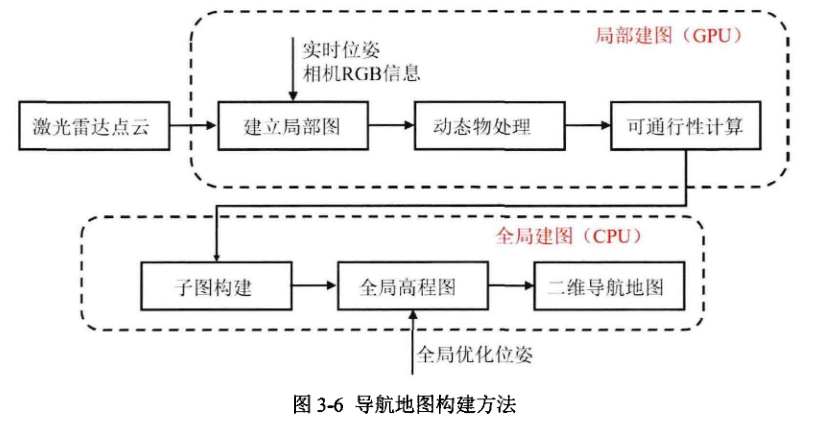 局部建图（GPU）
实时位姿
相机RGB信息
激光雷达点云
建立局部图
动态物处理
可通行性计算
全局建图（CPU）
子图构建
全局高程图
二维导航地图
全局优化位姿
图 3-6 导航地图构建方法